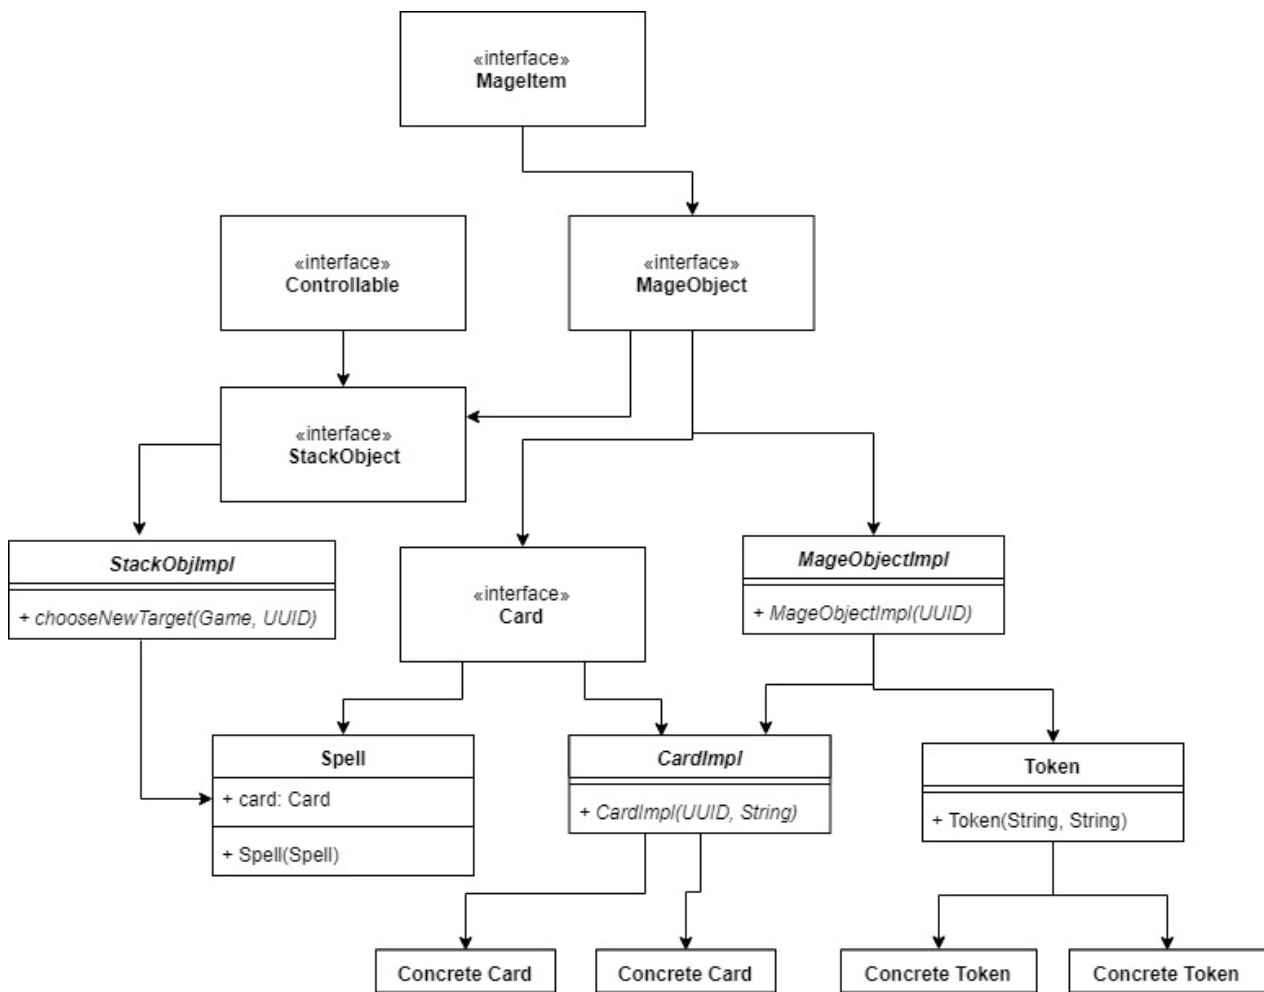 «interface»
MageItem
«interface»
Controllable
«interface»
MageObject
«interface»
StackObject
StackObjImpl
+ chooseNewTarget(Game, UUID)
«interface»
Card
MageObjectImpl
+ MageObjectImpl(UUID)
Spell
+ card: Card
+ Spell(Spell)
CardImpl
+ CardImpl(UUID, String)
Token
+ Token(String, String)
Concrete Card
Concrete Card
Concrete Token
Concrete Token